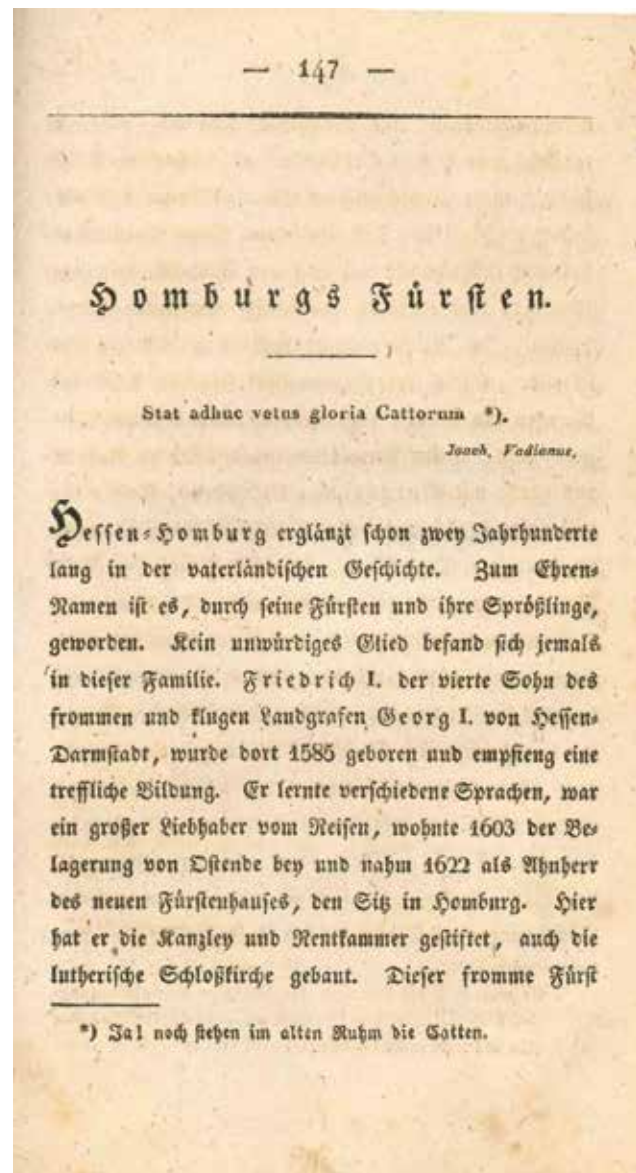 — 147 —
Homburgs Fürsten.
Stat adhuc vetus gloria Cattorum *).
Joach. Vadianus.
Hessen-Homburg erglänzt schon zwey Jahrhunderte
lang in der vaterländischen Geschichte. Zum Ehren-
Namen ist es, durch seine Fürsten und ihre Sprößlinge,
geworden. Kein unwürdiges Glied befand sich jemals
in dieser Familie. Friedrich I. der vierte Sohn des
frommen und klugen Landgrafen Georg I. von Hessen-
Darmstadt, wurde dort 1585 geboren und empfieng eine
treffliche Bildung. Er lernte verschiedene Sprachen, war
ein großer Liebhaber vom Reisen, wohnte 1603 der Be-
lagerung von Ostende bey und nahm 1622 als Ahnherr
des neuen Fürstenhauses, den Sitz in Homburg. Hier
hat er die Kanzley und Rentkammer gestiftet, auch die
lutherische Schloßkirche gebaut. Dieser fromme Fürst
*) Ja! noch stehen im alten Ruhm die Catten.